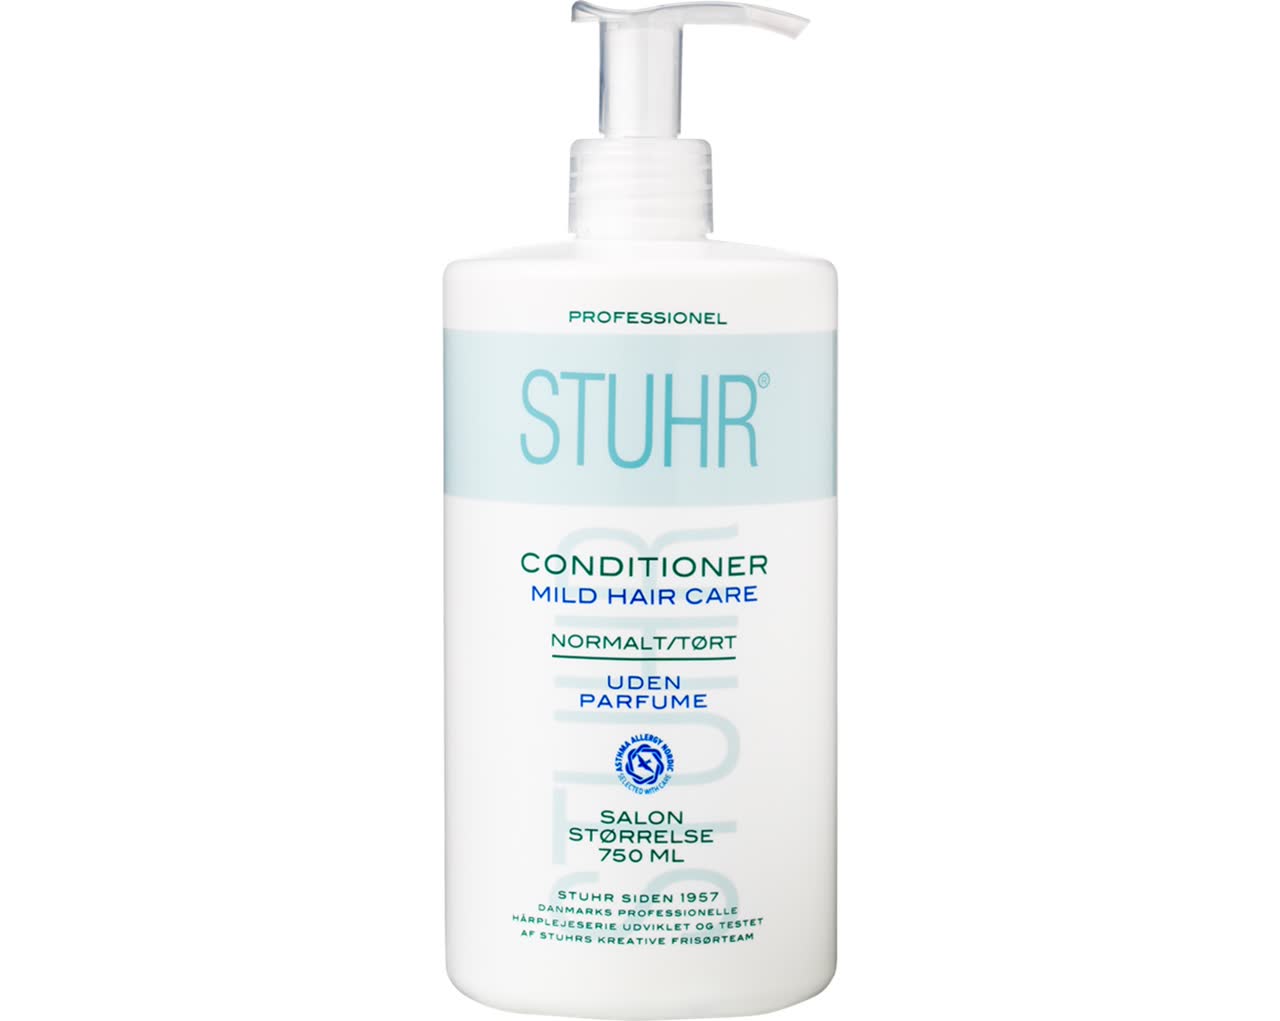 PROFESSIONEL
STUHR®
STUHR
CONDITIONER
MILD HAIR CARE
NORMALT/TØRT
UDEN
PARFUME
ASTHMA ALLERGY NORDIC
SELECTED WITH CARE
SALON
STØRRELSE
750 ML
STUHR SIDEN 1957
DANMARKS PROFESSIONELLE
HÅRPLEJESERIE UDVIKLET OG TESTET
AF STUHRS KREATIVE FRISØRTEAM